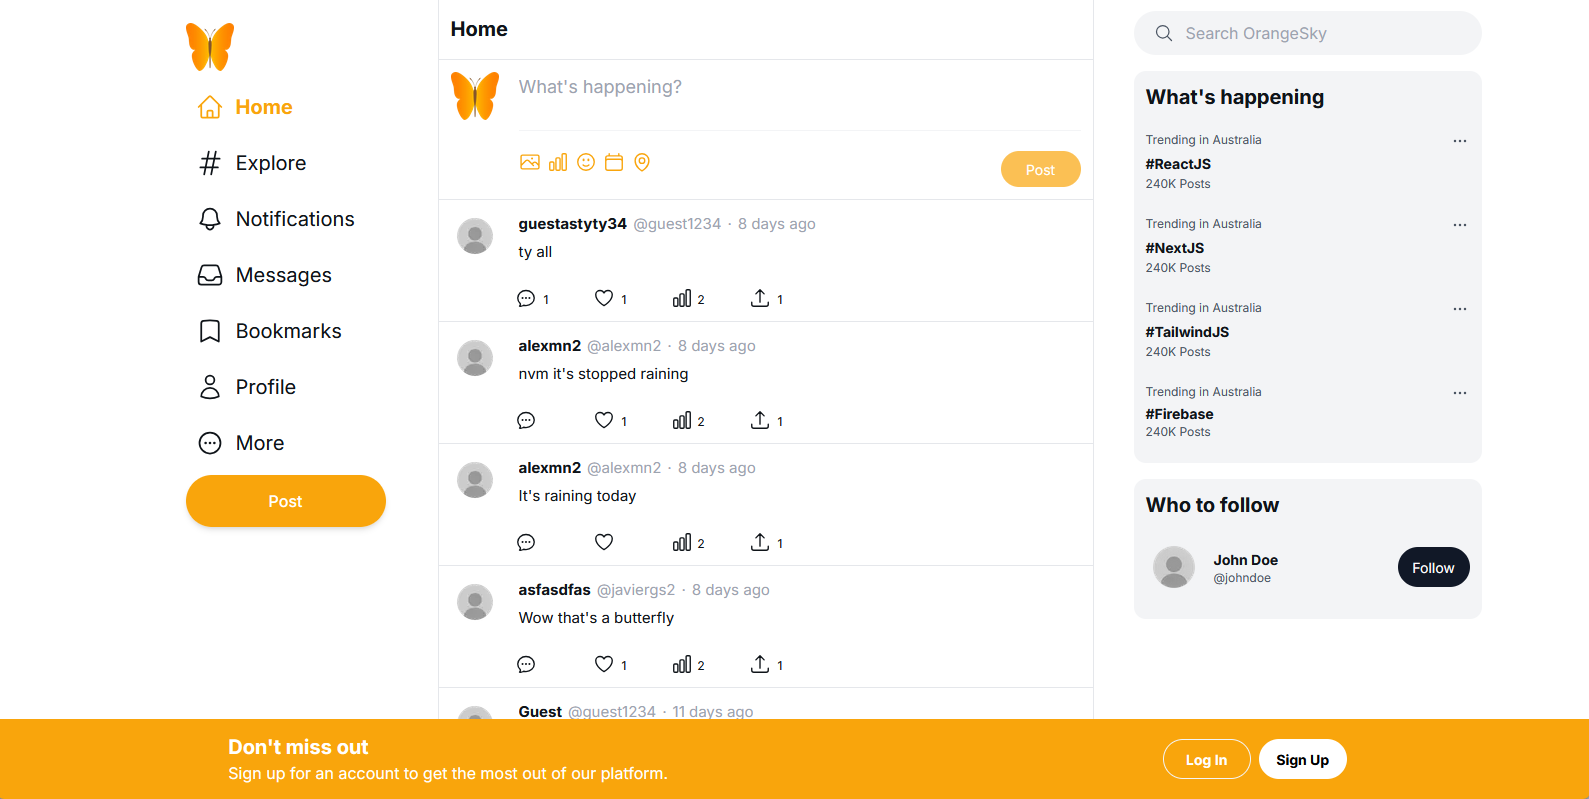 Home
Explore
Notifications
Messages
Bookmarks
Profile
More
Post
Home
What's happening?
Post
guestastyty34 @guest1234 · 8 days ago
ty all
1 1 2 1
alexmn2 @alexmn2 · 8 days ago
nvm it's stopped raining
1 2 1
alexmn2 @alexmn2 · 8 days ago
It's raining today
2 1
asfasdfas @javiergs2 · 8 days ago
Wow that's a butterfly
1 2 1
Guest @guest1234 · 11 days ago
Search OrangeSky
What's happening
Trending in Australia
#ReactJS
240K Posts
Trending in Australia
#NextJS
240K Posts
Trending in Australia
#TailwindJS
240K Posts
Trending in Australia
#Firebase
240K Posts
Who to follow
John Doe
@johndoe
Follow
Don't miss out
Sign up for an account to get the most out of our platform.
Log In
Sign Up